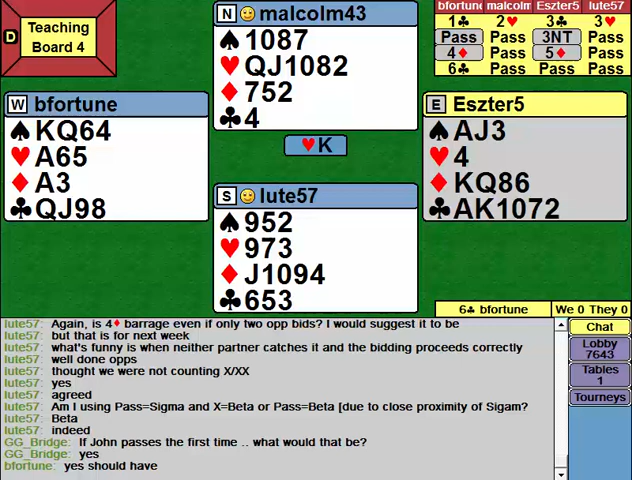 D
Teaching
Board 4
N malcolm43
♠ 1087
♥ QJ1082
♦ 752
♣ 4
bfortune malcolm Eszter5 lute57
1♣ 2♥ 3♣ 3♥
Pass Pass 3NT Pass
4♦ Pass 5♦ Pass
6♣ Pass Pass Pass
W bfortune
♠ KQ64
♥ A65
♦ A3
♣ QJ98
♥K
E Eszter5
♠ AJ3
♥ 4
♦ KQ86
♣ AK1072
S lute57
♠ 952
♥ 973
♦ J1094
♣ 653
6♣ bfortune We 0 They 0
lute57: Again, is 4♦ barrage even if only two opp bids? I would suggest it to be
lute57: but that is for next week
lute57: what's funny is when neither partner catches it and the bidding proceeds correctly
lute57: well done opps
lute57: thought we were not counting X/XX
lute57: yes
lute57: agreed
lute57: Am I using Pass=Sigma and X=Beta or Pass=Beta [due to close proximity of Sigam?
lute57: Beta
lute57: indeed
GG_Bridge: If John passes the first time .. what would that be?
GG_Bridge: yes
bfortune: yes should have
Chat
Lobby
7643
Tables
1
Tourneys